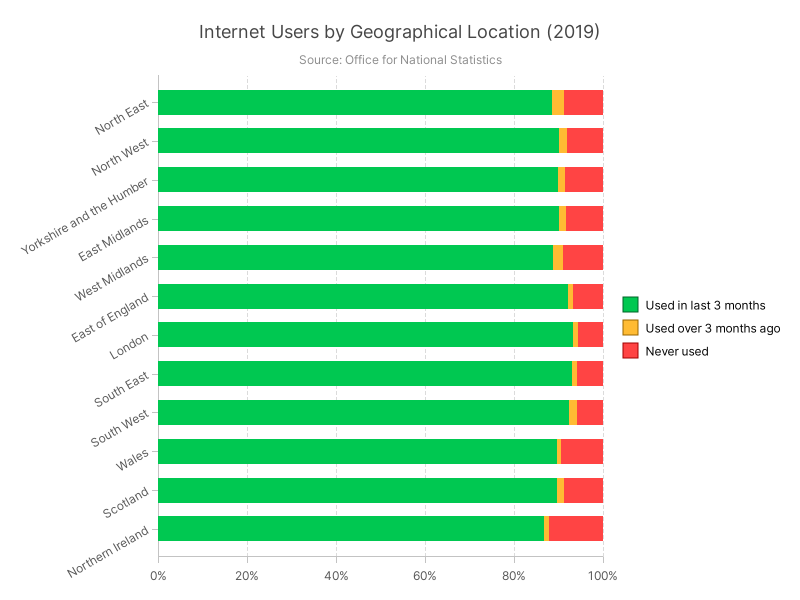 Internet Users by Geographical Location (2019)
Source: Office for National Statistics
North East
North West
Yorkshire and the Humber
East Midlands
West Midlands
East of England
London
South East
South West
Wales
Scotland
Northern Ireland
0% 20% 40% 60% 80% 100%
Used in last 3 months
Used over 3 months ago
Never used